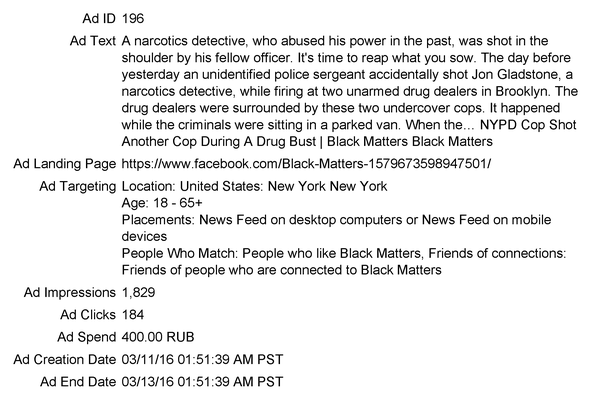 Ad ID 196
Ad Text A narcotics detective, who abused his power in the past, was shot in the
shoulder by his fellow officer. It's time to reap what you sow. The day before
yesterday an unidentified police sergeant accidentally shot Jon Gladstone, a
narcotics detective, while firing at two unarmed drug dealers in Brooklyn. The
drug dealers were surrounded by these two undercover cops. It happened
while the criminals were sitting in a parked van. When the... NYPD Cop Shot
Another Cop During A Drug Bust | Black Matters Black Matters
Ad Landing Page https://www.facebook.com/Black-Matters-1579673598947501/
Ad Targeting Location: United States: New York New York
Age: 18 - 65+
Placements: News Feed on desktop computers or News Feed on mobile
devices
People Who Match: People who like Black Matters, Friends of connections:
Friends of people who are connected to Black Matters
Ad Impressions 1,829
Ad Clicks 184
Ad Spend 400.00 RUB
Ad Creation Date 03/11/16 01:51:39 AM PST
Ad End Date 03/13/16 01:51:39 AM PST